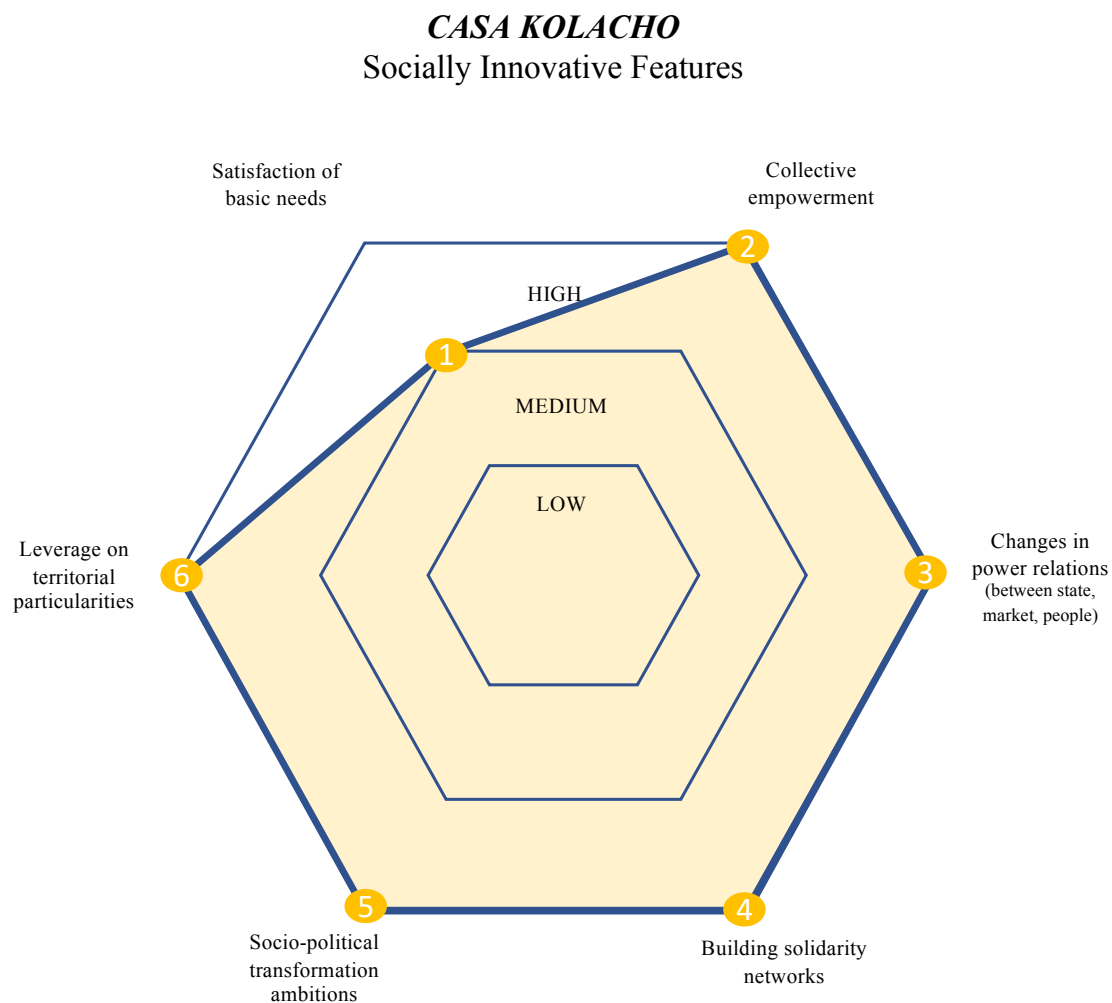 CASA KOLACHO
Socially Innovative Features
Satisfaction of
basic needs
Collective
empowerment
2
HIGH
1
MEDIUM
LOW
Leverage on
territorial
particularities
6
3
Changes in
power relations
(between state,
market, people)
5
4
Socio-political
transformation
ambitions
Building solidarity
networks